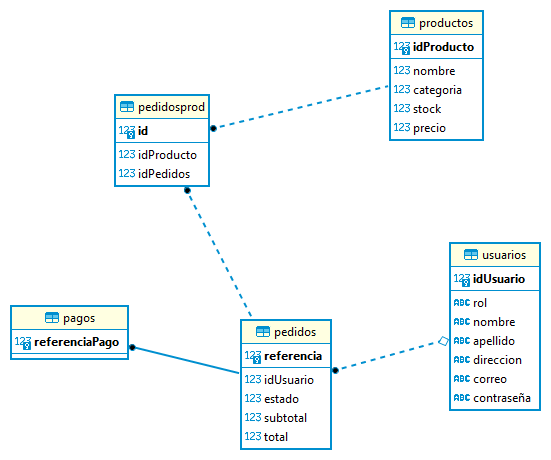 productos
123 idProducto
123 nombre
123 categoria
123 stock
123 precio
pedidosprod
123 id
123 idProducto
123 idPedidos
usuarios
123 idUsuario
ABC rol
ABC nombre
ABC apellido
ABC direccion
ABC correo
ABC contraseña
pagos
123 referenciaPago
pedidos
123 referencia
123 idUsuario
123 estado
123 subtotal
123 total